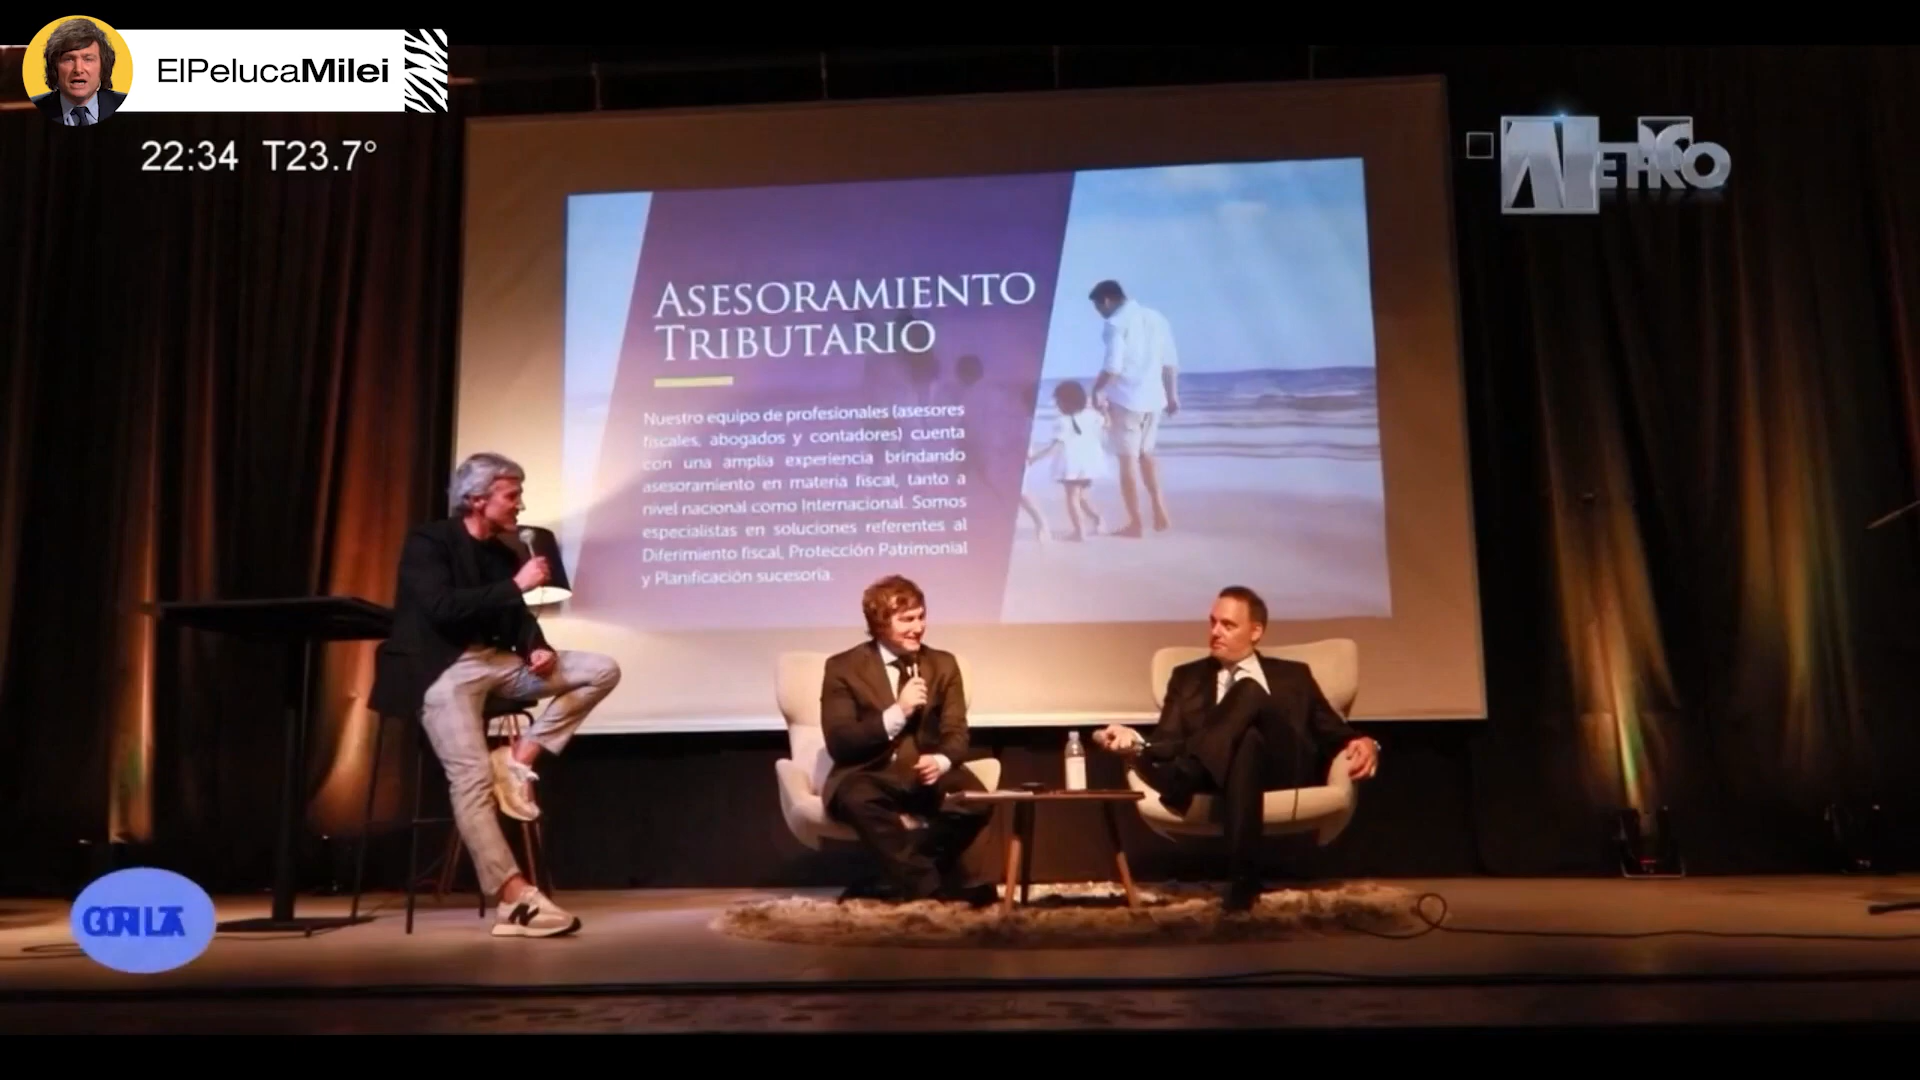 ElPelucaMilei
22:34 T23.7°
ASESORAMIENTO
TRIBUTARIO
Nuestro equipo de profesionales (asesores
fiscales, abogados y contadores) cuenta
con una amplia experiencia brindando
asesoramiento en materia fiscal, tanto a
nivel nacional como Internacional. Somos
especialistas en soluciones referentes al
Diferimiento fiscal, Protección Patrimonial
y Planificación sucesoria.
N